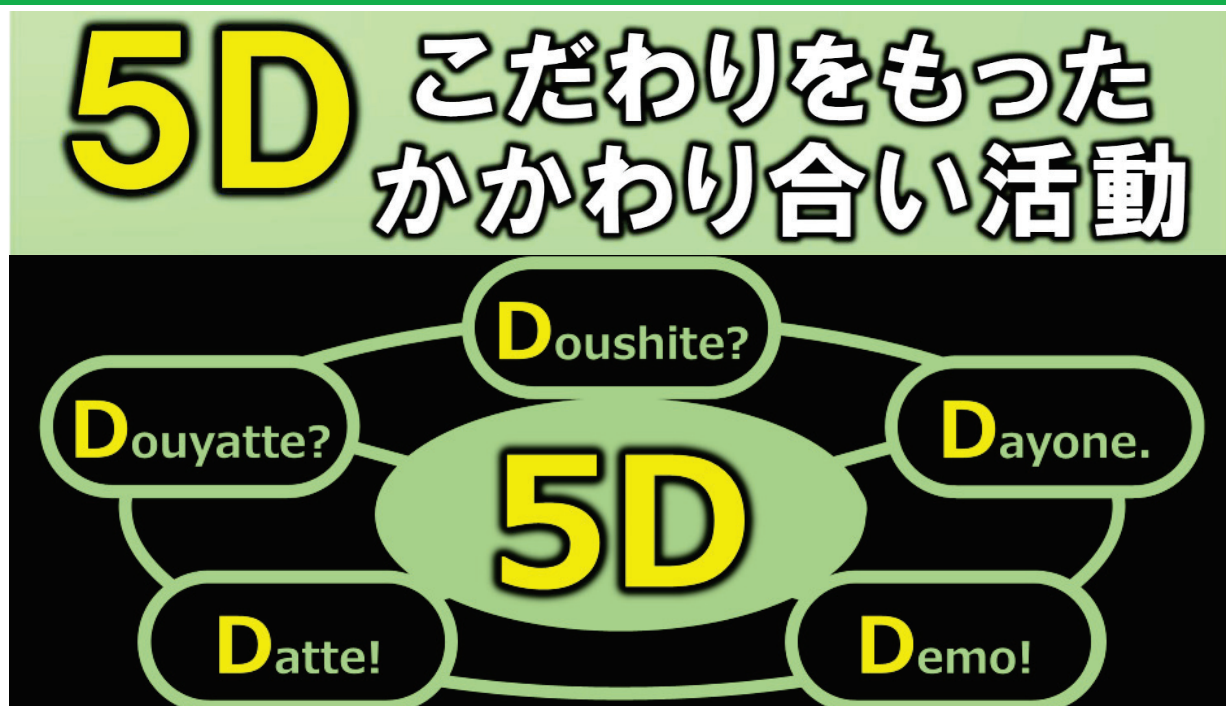 5D こだわりをもった
かかわり合い活動
Doushite?
Douyatte?
Dayone.
5D
Datte!
Demo!